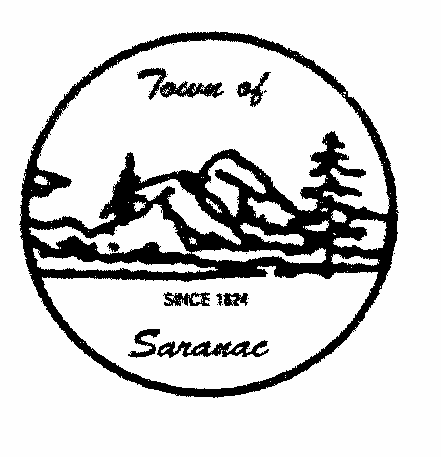 Town of
SINCE 1824
Saranac